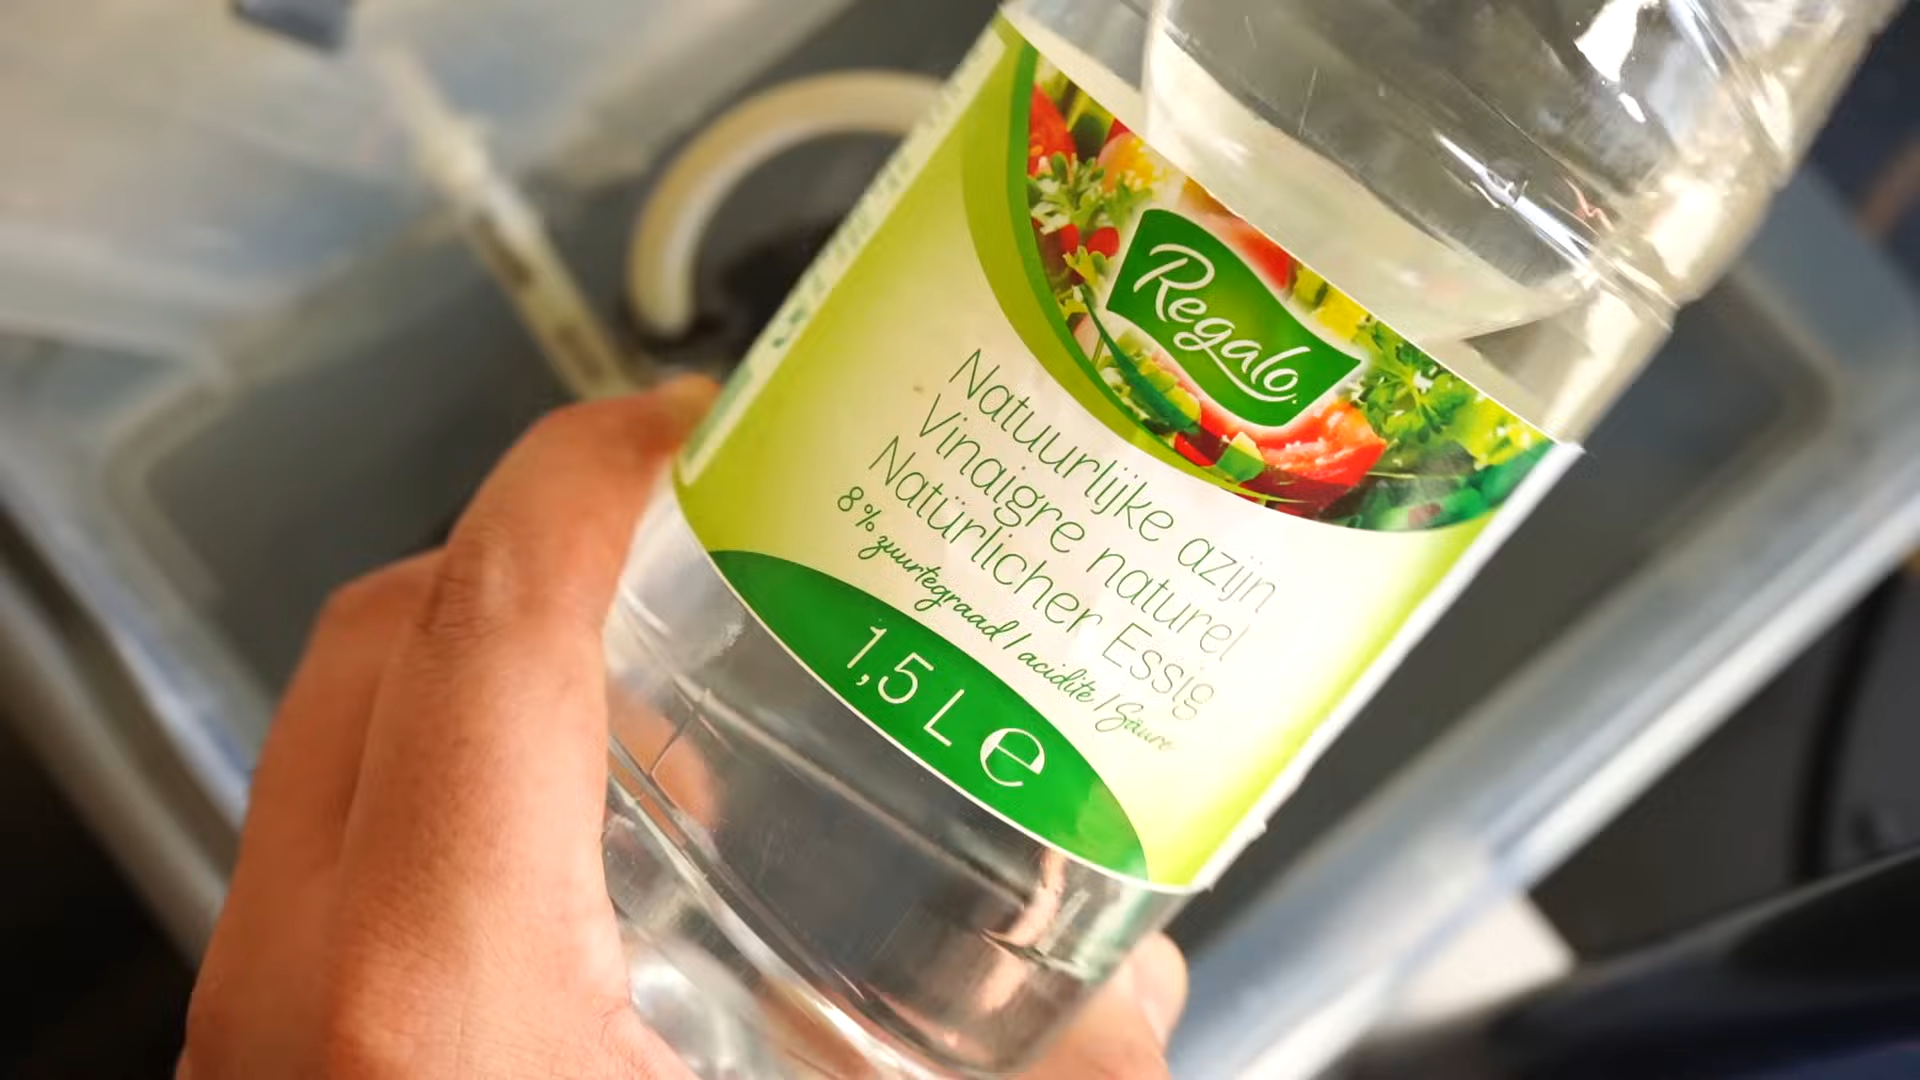 Regalo
Natuurlijke azijn
Vinaigre naturel
Natürlicher Essig
8% zuurtegraad / acidité / Säure
1,5 L e